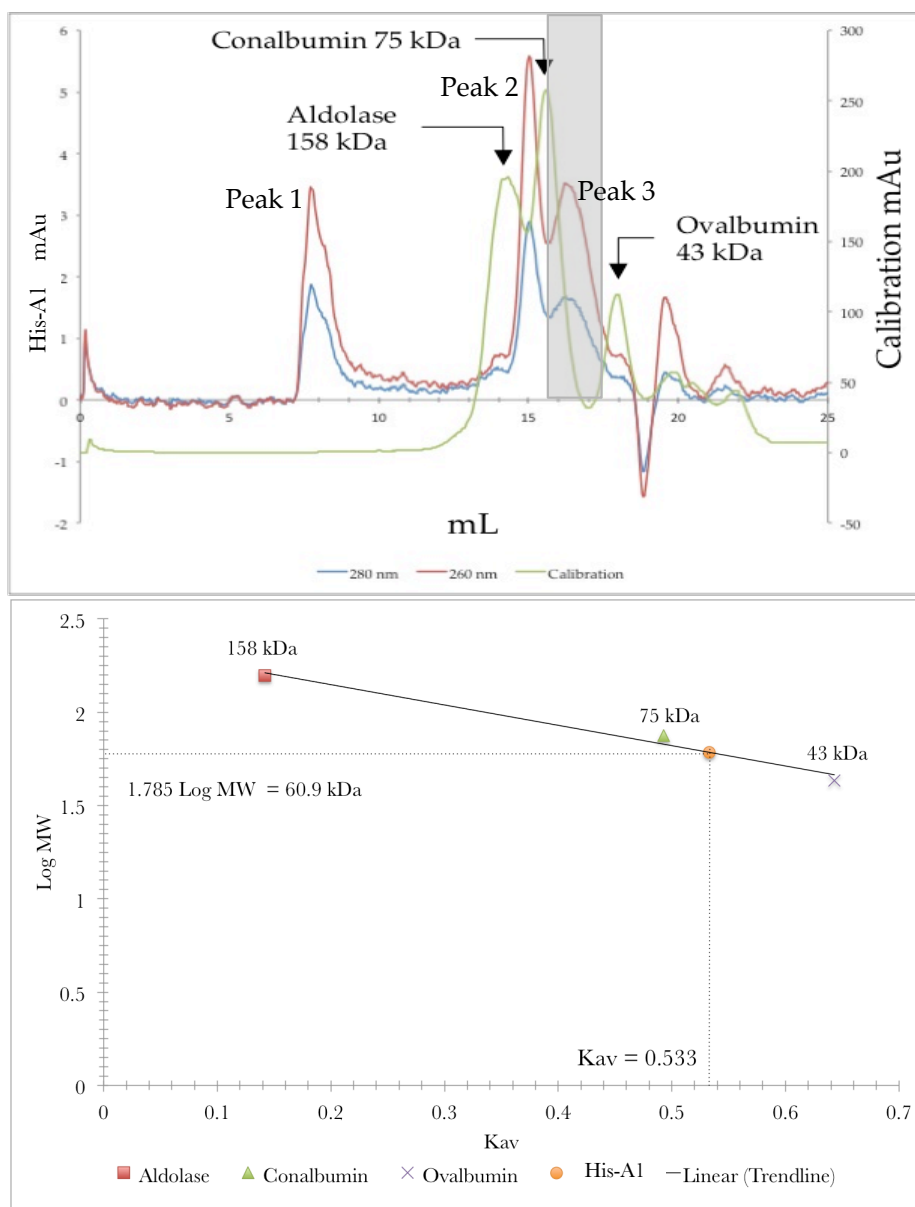 Conalbumin 75 kDa
Peak 2
Aldolase
158 kDa
Peak 1
Peak 3
Ovalbumin
43 kDa
His-A1 mAu
Calibration mAu
6
5
4
3
2
1
0
-1
-2
300
250
200
150
100
50
0
-50
0
5
10
15
20
25
mL
280 nm 260 nm Calibration
2.5
2
1.5
1
0.5
0
Log MW
158 kDa
75 kDa
43 kDa
1.785 Log MW = 60.9 kDa
Kav = 0.533
0 0.1 0.2 0.3 0.4 0.5 0.6 0.7
Kav
Aldolase Conalbumin Ovalbumin His-A1 Linear (Trendline)